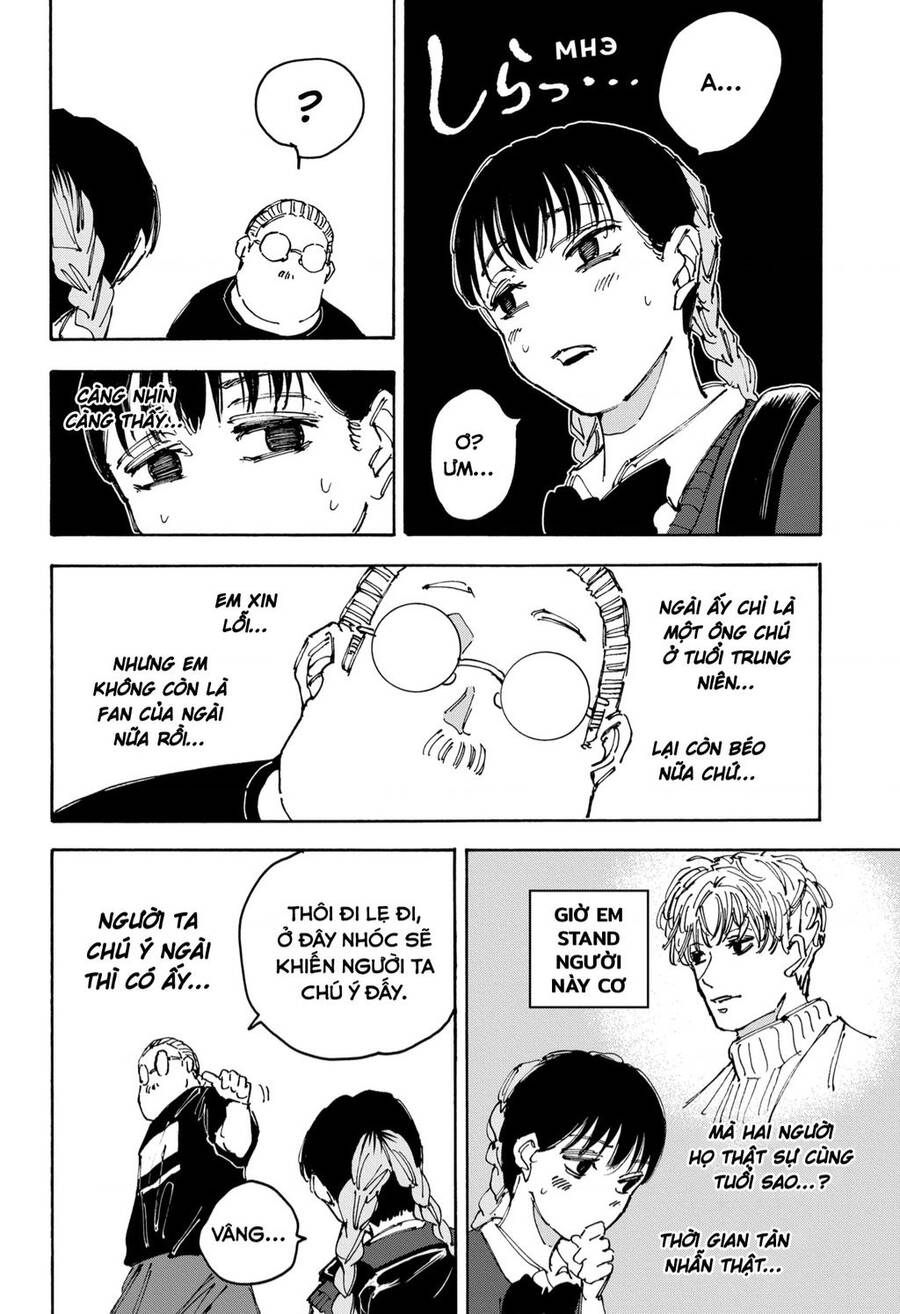 A...
しらっ...
MHЭ
Ơ?
ƯM...
?
CÀNG NHÌN
CÀNG THẤY...
NGÀI ẤY CHỈ LÀ
MỘT ÔNG CHÚ
Ở TUỔI TRUNG
NIÊN...
LẠI CÒN BÉO
NỮA CHỨ...
EM XIN
LỖI...
NHƯNG EM
KHÔNG CÒN LÀ
FAN CỦA NGÀI
NỮA RỒI...
GIỜ EM
STAND
NGƯỜI
NÀY CƠ
MÀ HAI NGƯỜI
HỌ THẬT SỰ CÙNG
TUỔI SAO...?
THỜI GIAN TÀN
NHẪN THẬT...
THÔI ĐI LẸ ĐI,
Ở ĐÂY NHÓC SẼ
KHIẾN NGƯỜI TA
CHÚ Ý ĐẤY.
NGƯỜI TA
CHÚ Ý NGÀI
THÌ CÓ ẤY...
VÂNG...